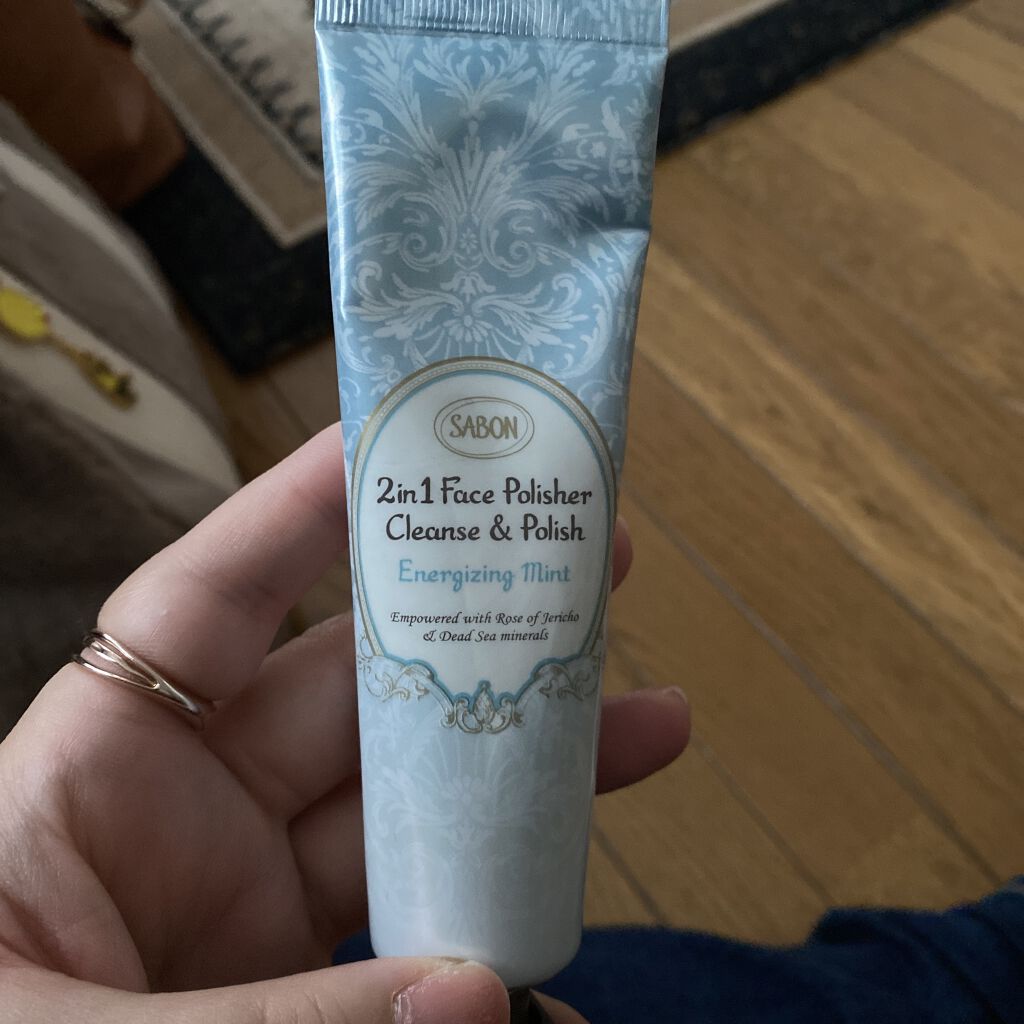 SABON
2in1 Face Polisher
Cleanse & Polish
Energizing Mint
Empowered with Rose of Jericho
& Dead Sea minerals